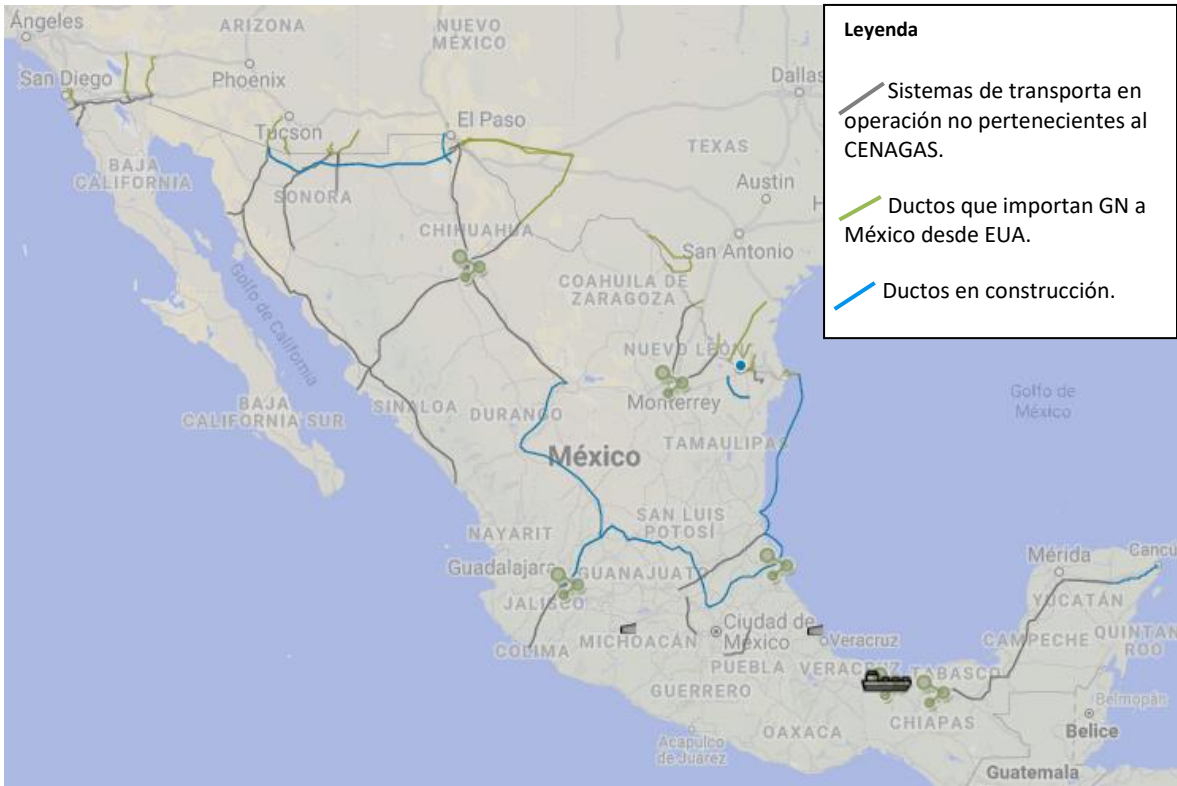 Ángeles
ARIZONA
NUEVO
MÉXICO
San Diego
Phoenix
Dallas
Tucson
El Paso
TEXAS
BAJA
CALIFORNIA
SONORA
Austin
CHIHUAHUA
San Antonio
COAHUILA DE
ZARAGOZA
Golfo de California
NUEVO LEÓN
BAJA
CALIFORNIA SUR
SINALOA
DURANGO
Monterrey
Golfo de
México
TAMAULIPAS
México
SAN LUIS
POTOSÍ
NAYARIT
Guadalajara
GUANAJUATO
Mérida
Cancú
JALISCO
YUCATÁN
Ciudad de
México
MICHOACÁN
Veracruz
CAMPECHE
QUINTAN
ROO
COLIMA
PUEBLA
VERACRUZ
TABASCO
GUERRERO
Belmopán
CHIAPAS
Belice
OAXACA
Acapulco
de Juárez
Guatemala
Leyenda
Sistemas de transporta en
operación no pertenecientes al
CENAGAS.
Ductos que importan GN a
México desde EUA.
Ductos en construcción.